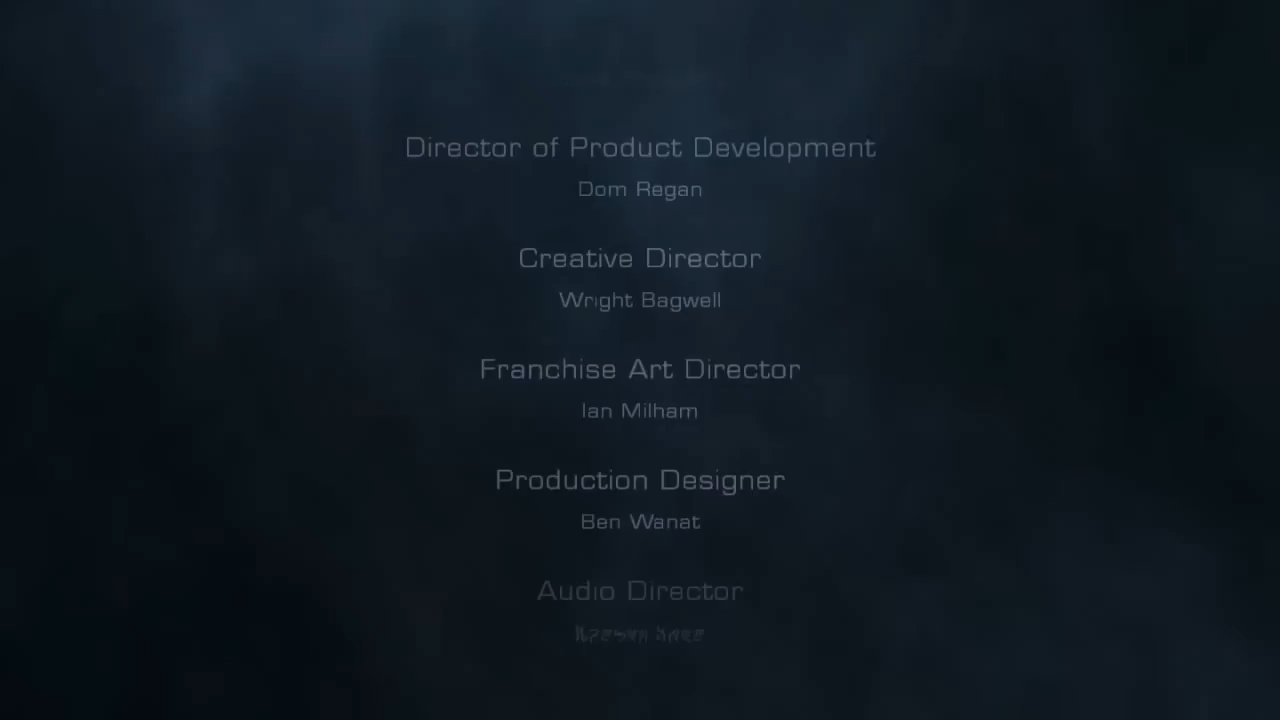 Director of Product Development
Dom Regan
Creative Director
Wright Bagwell
Franchise Art Director
Ian Milham
Production Designer
Ben Wanat
Audio Director